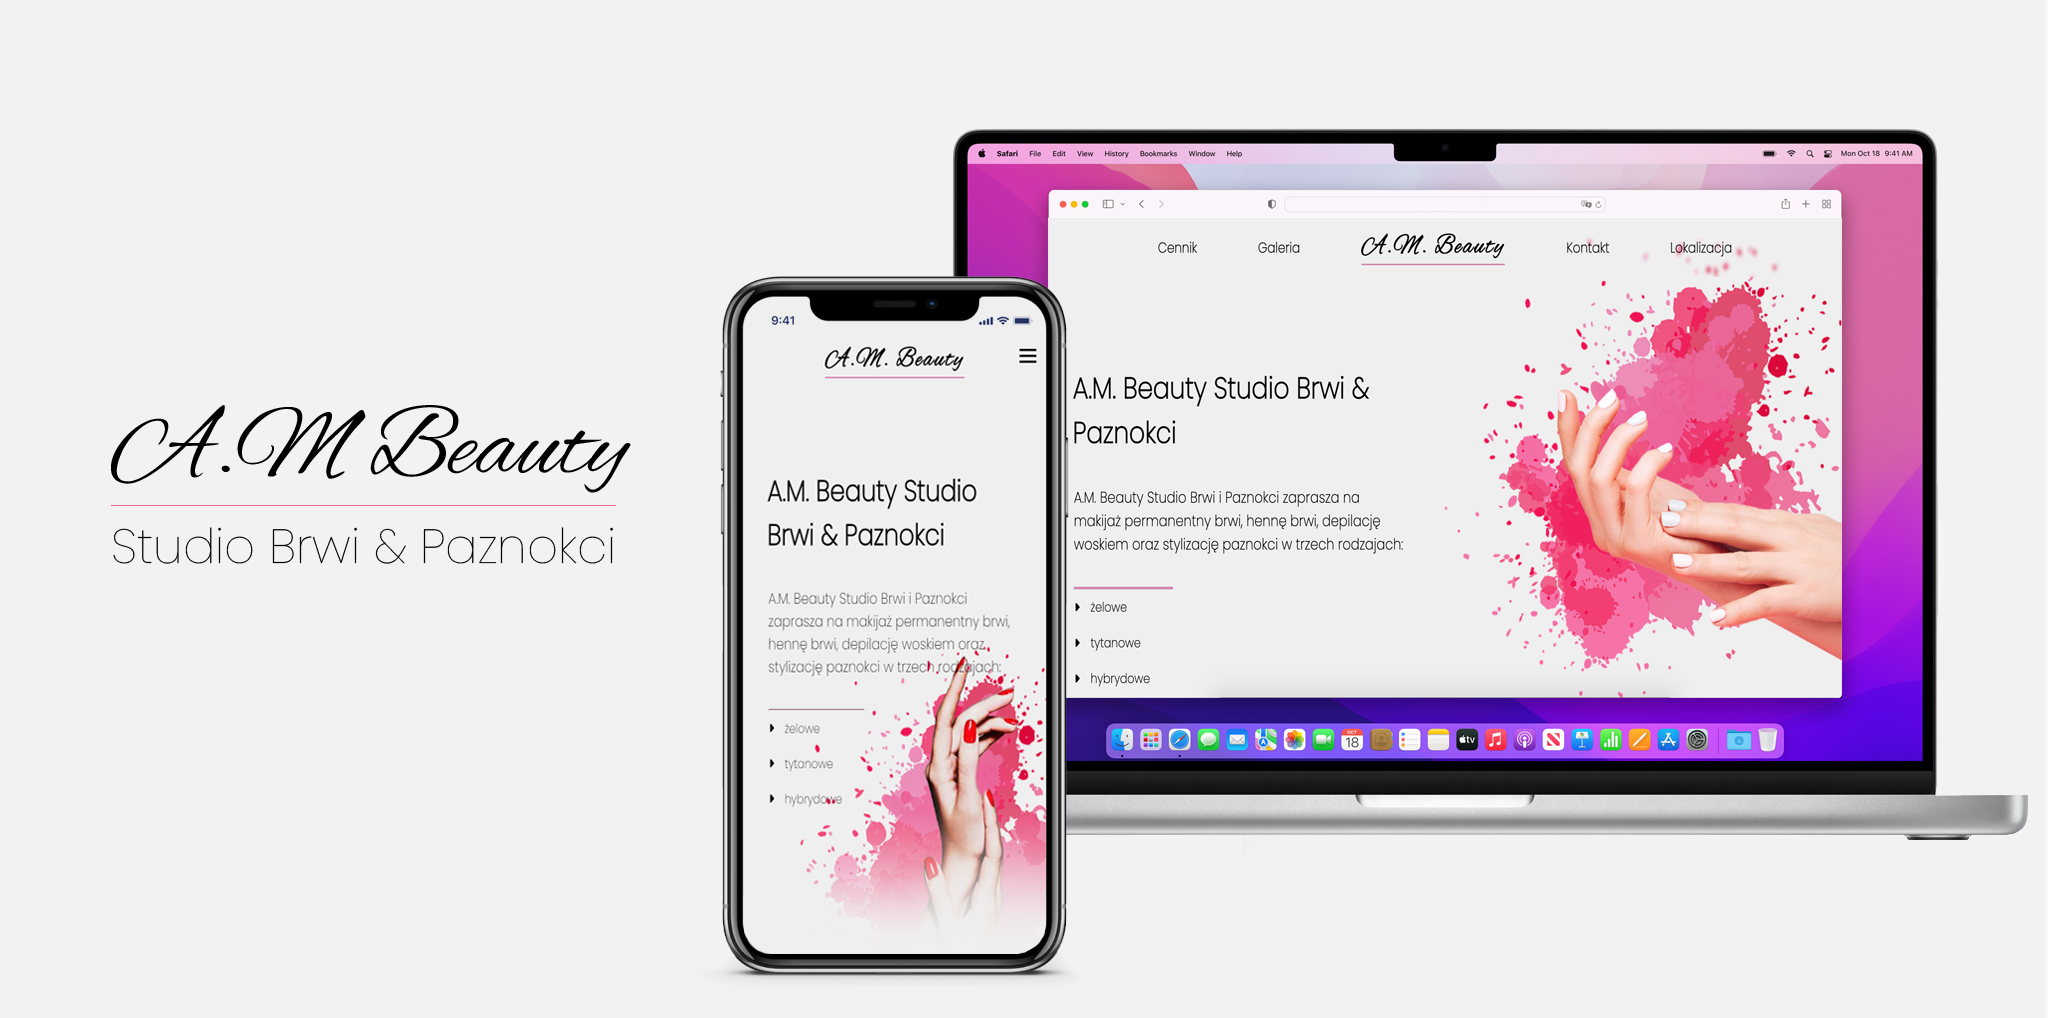 A.M Beauty
Studio Brwi & Paznokci
9:41
A.M. Beauty
A.M. Beauty Studio
Brwi & Paznokci
A.M. Beauty Studio Brwi i Paznokci
zaprasza na makijaż permanentny brwi,
hennę brwi, depilację woskiem oraz
stylizację paznokci w trzech rodzajach:
żelowe
tytanowe
hybrydowe
Safari File Edit View History Bookmarks Window Help Mon Oct 18 9:41 AM
Cennik Galeria A.M. Beauty Kontakt Lokalizacja
A.M. Beauty Studio Brwi &
Paznokci
A.M. Beauty Studio Brwi i Paznokci zaprasza na
makijaż permanentny brwi, hennę brwi, depilację
woskiem oraz stylizację paznokci w trzech rodzajach:
żelowe
tytanowe
hybrydowe
OCT
18
tv